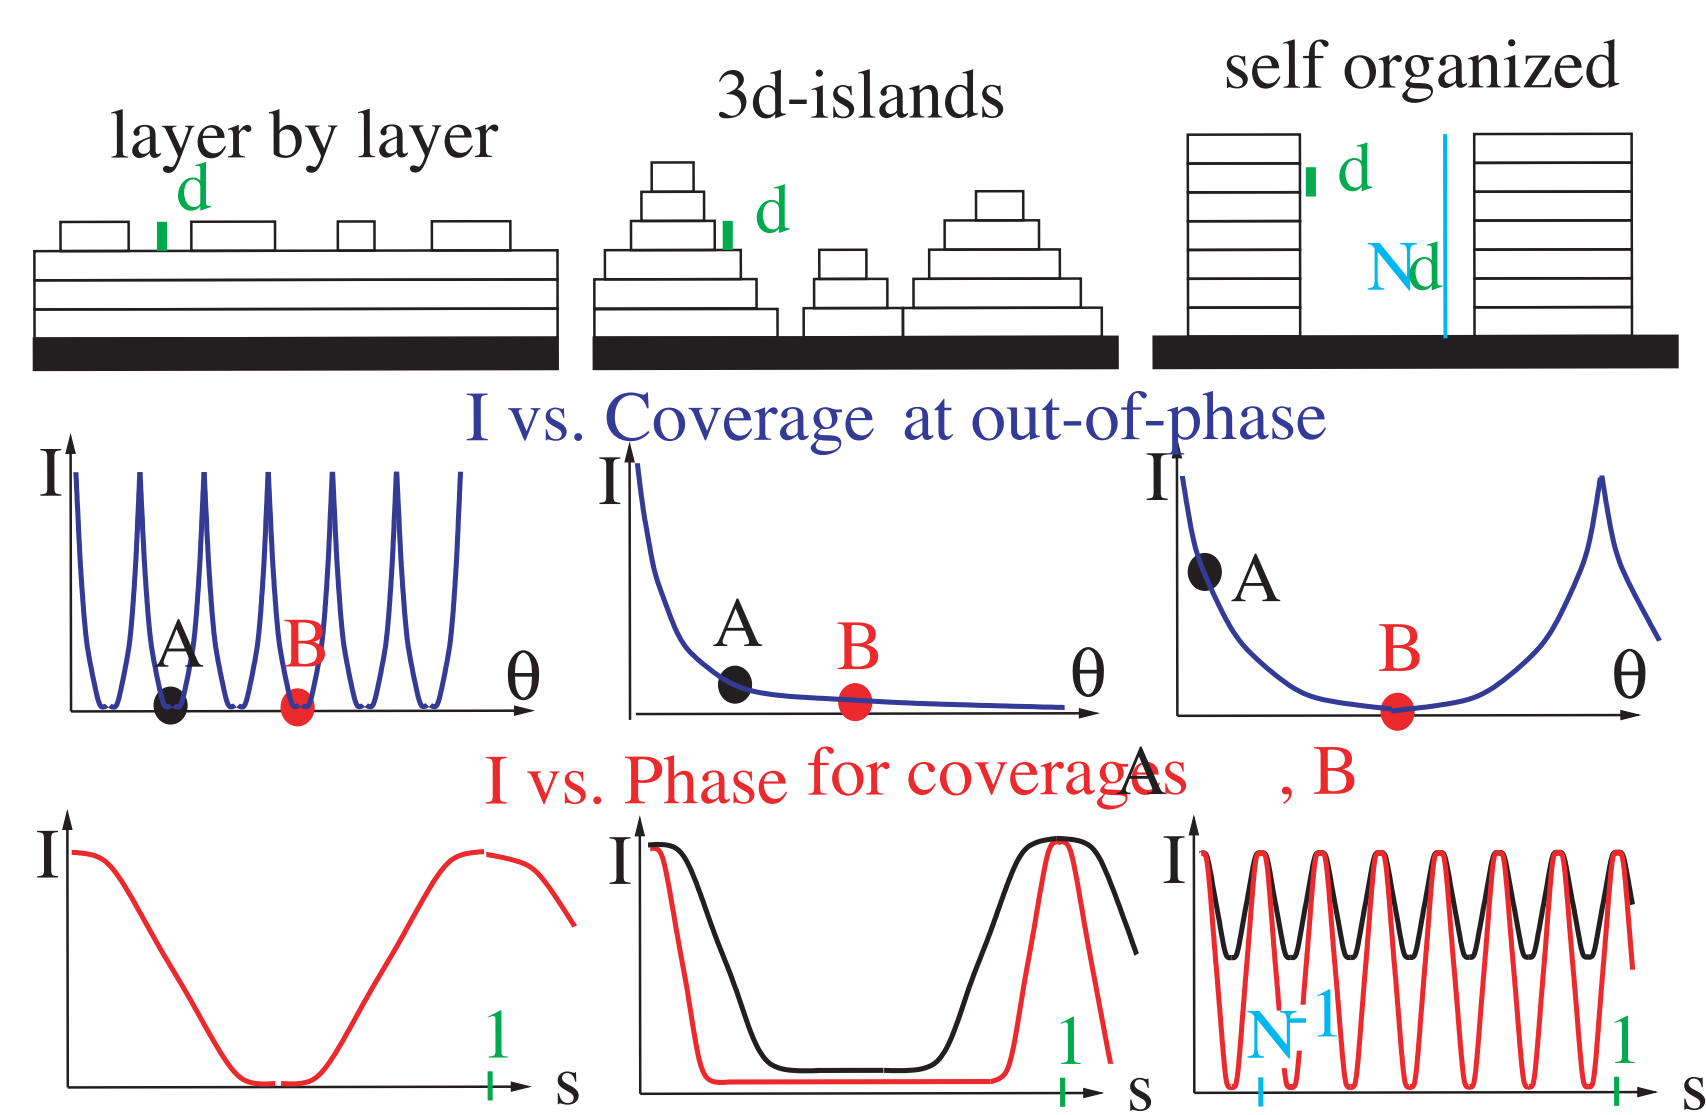 layer by layer
3d-islands
self organized
d
d
d
Nd
I vs. Coverage at out-of-phase
I
A
B
θ
I
A
B
θ
I
A
B
θ
I vs. Phase for coverages A , B
I
1
s
I
1
s
I
N-1
1
s